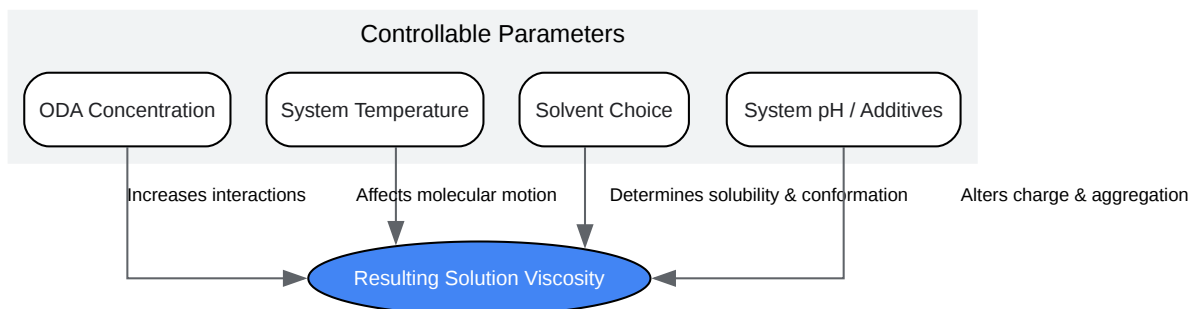 Controllable Parameters
ODA Concentration
System Temperature
Solvent Choice
System pH / Additives
Increases interactions
Affects molecular motion
Determines solubility & conformation
Alters charge & aggregation
Resulting Solution Viscosity